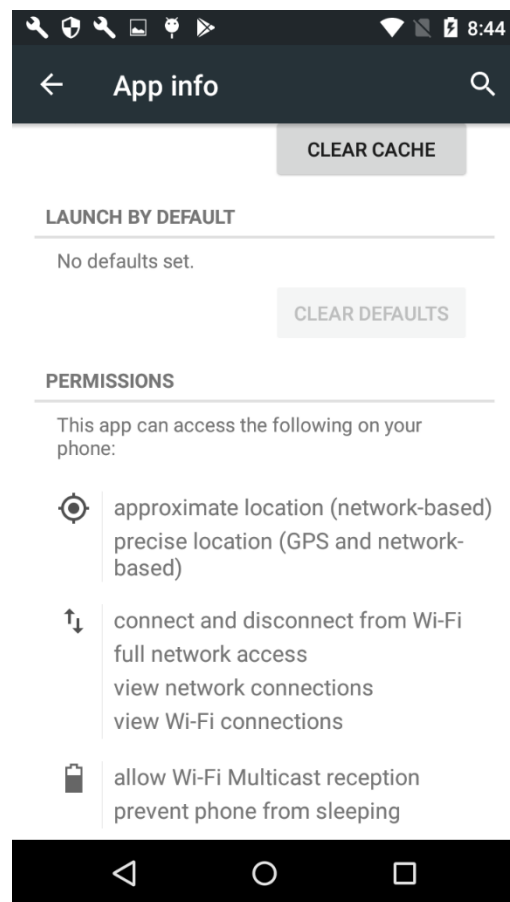 8:44
App info
CLEAR CACHE
LAUNCH BY DEFAULT
No defaults set.
CLEAR DEFAULTS
PERMISSIONS
This app can access the following on your
phone:
approximate location (network-based)
precise location (GPS and network-
based)
connect and disconnect from Wi-Fi
full network access
view network connections
view Wi-Fi connections
allow Wi-Fi Multicast reception
prevent phone from sleeping